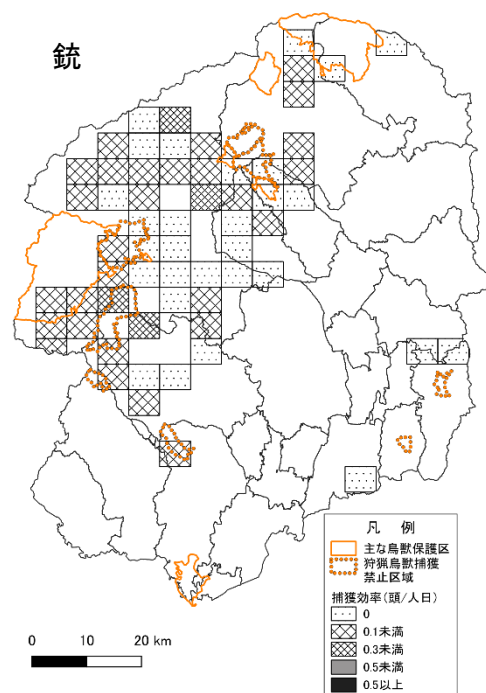 銃
凡 例
主な鳥獣保護区
狩猟鳥獣捕獲
禁止区域
捕獲効率(頭/人日)
0
0.1未満
0.3未満
0.5未満
0.5以上
0 10 20 km